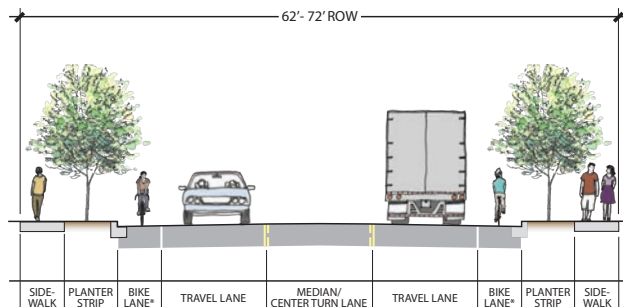 62'- 72' ROW
SIDE-
WALK
PLANTER
STRIP
BIKE
LANE*
TRAVEL LANE
MEDIAN/
CENTER TURN LANE
TRAVEL LANE
BIKE
LANE*
PLANTER
STRIP
SIDE-
WALK